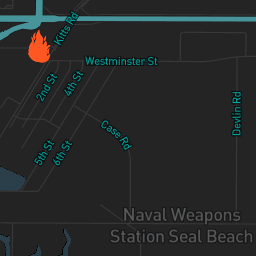 Kitts Rd
Westminster St
2nd St
4th St
Devlin Rd
Case Rd
5th St
6th St
Naval Weapons
Station Seal Beach